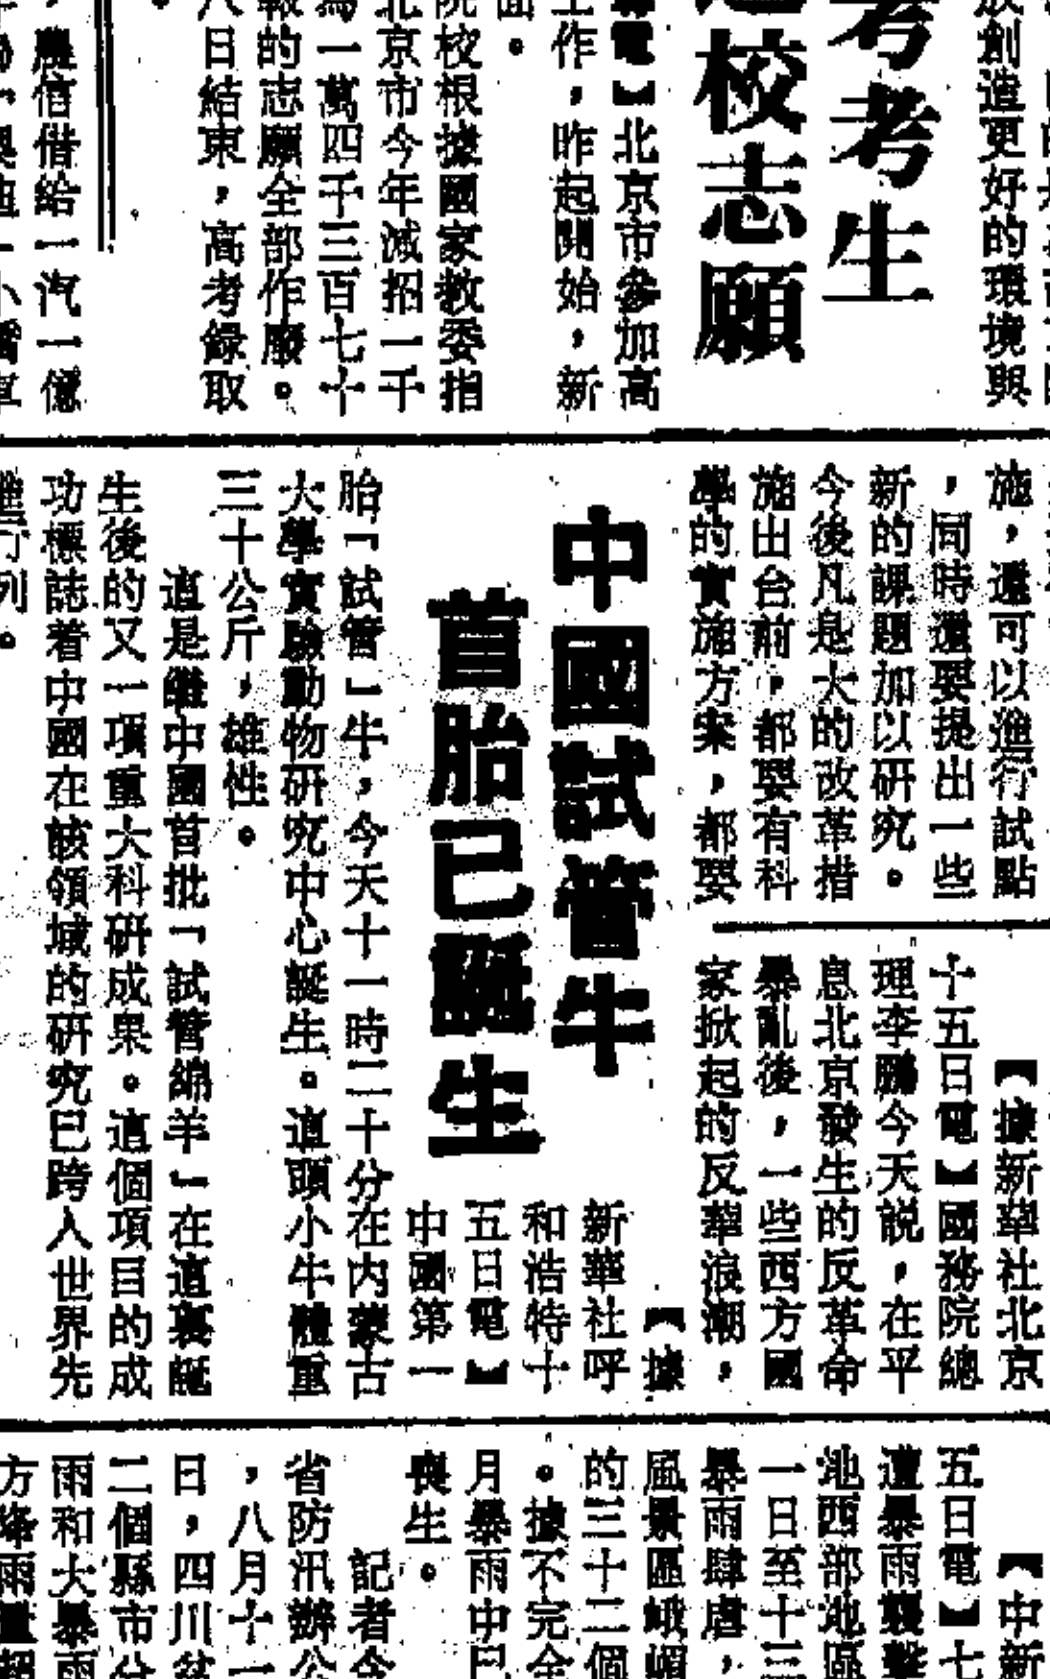 放創造更好的環境與
考考生
校志願
電】北京市參加高
工作，昨起開始，新
面。
院校根據國家教委指
北京市今年減招一千
為一萬四千三百七十
報的志願全部作廢。
八日結束，高考錄取
，農信借給一汽一億
施，還可以進行試點
，同時還要提出一些
新的課題加以研究。
今後凡是大的改革措
施出台前，都要有科
學的實施方案，都要
【據新華社北京
十五日電】國務院總
理李鵬今天說，在平
息北京發生的反革命
暴亂後，一些西方國
家掀起的反華浪潮，
中國試管牛
首胎已誕生
【據
新華社呼
和浩特十
五日電】
中國第一
胎「試管」牛，今天十一時二十分在內蒙古
大學實驗動物研究中心誕生。這頭小牛體重
三十公斤，雄性。
這是繼中國首批「試管綿羊」在這裏誕
生後的又一項重大科研成果。這個項目的成
功標誌着中國在該領域的研究已跨入世界先
進行列。
【中新
五日電】七
遭暴雨襲擊
地西部地區
一日至十三
暴雨肆虐，
風景區峨嵋
的三十二個
。據不完全
月暴雨中已
喪生。
記者今
省防汛辦公
，八月十一
日，四川盆
二個縣市分
雨和大暴雨
方降雨量超